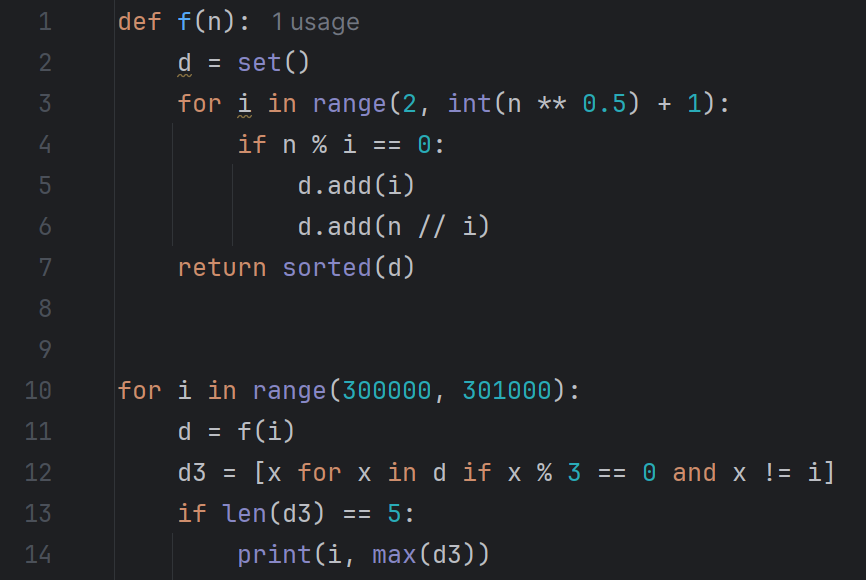 1 def f(n): 1 usage
2     d = set()
3     for i in range(2, int(n ** 0.5) + 1):
4         if n % i == 0:
5             d.add(i)
6             d.add(n // i)
7     return sorted(d)
8
9
10 for i in range(300000, 301000):
11     d = f(i)
12     d3 = [x for x in d if x % 3 == 0 and x != i]
13     if len(d3) == 5:
14         print(i, max(d3))